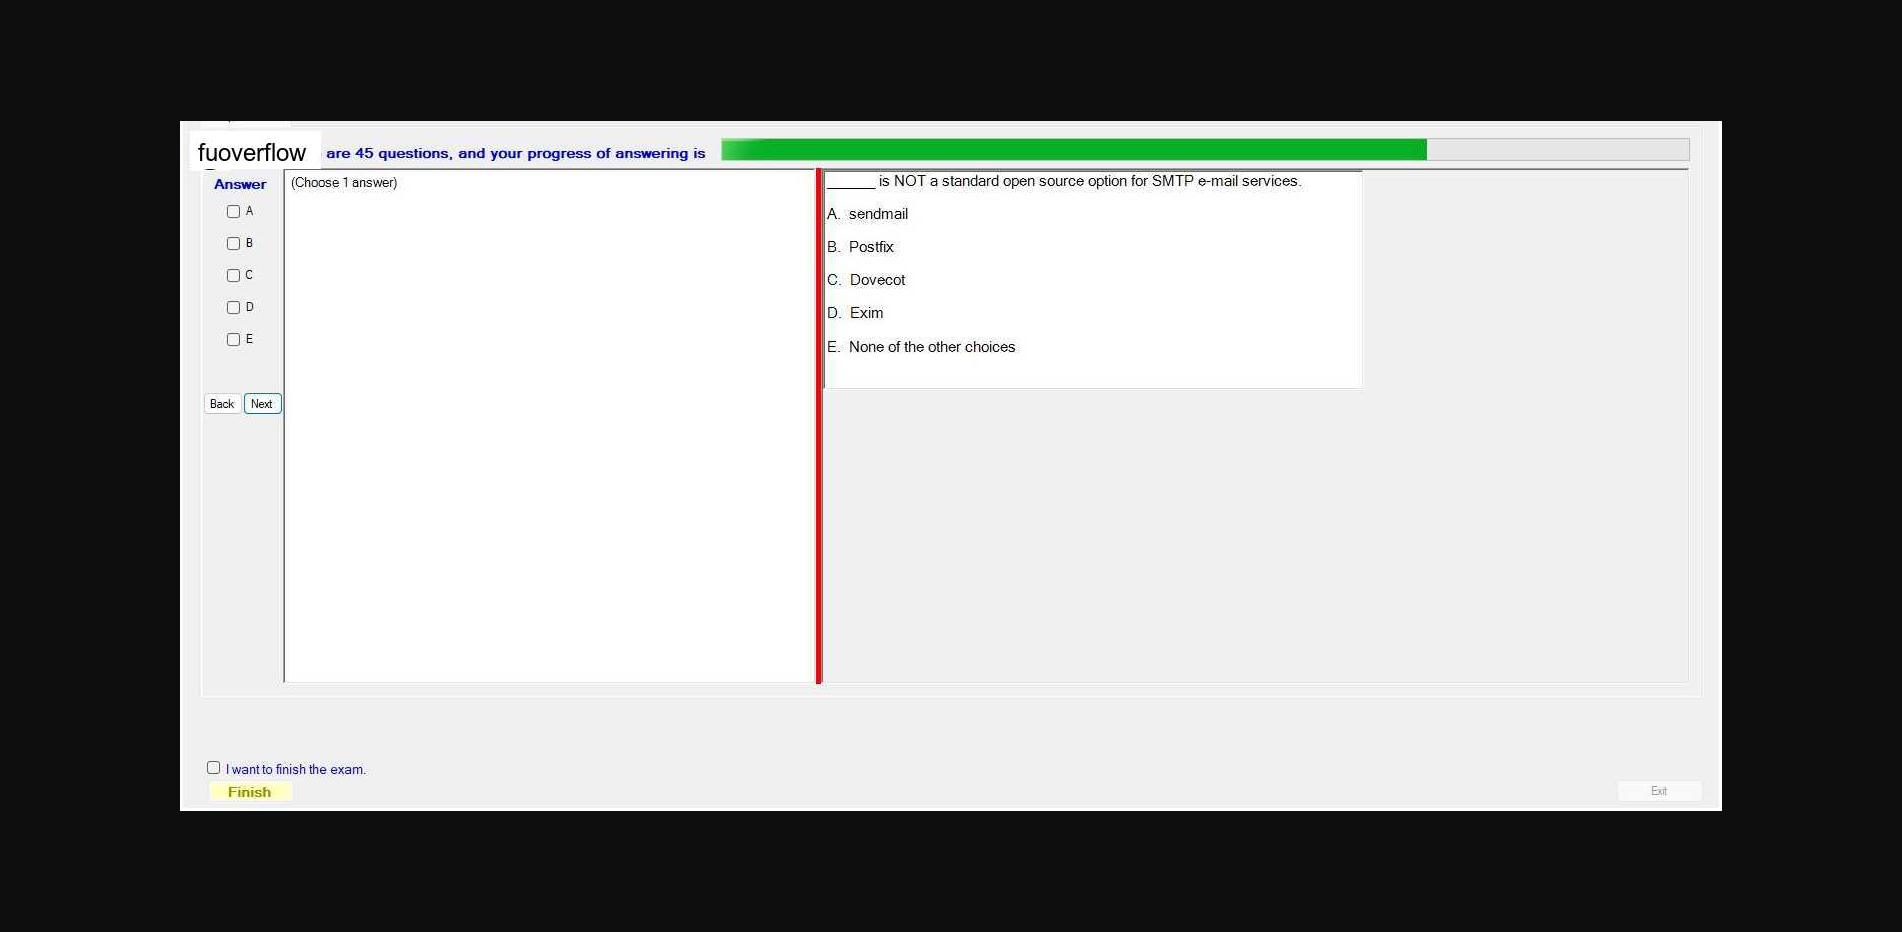 fuoverflow are 45 questions, and your progress of answering is
Answer
(Choose 1 answer)
A
B
C
D
E
Back Next
______ is NOT a standard open source option for SMTP e-mail services.
A. sendmail
B. Postfix
C. Dovecot
D. Exim
E. None of the other choices
I want to finish the exam.
Finish
Exit